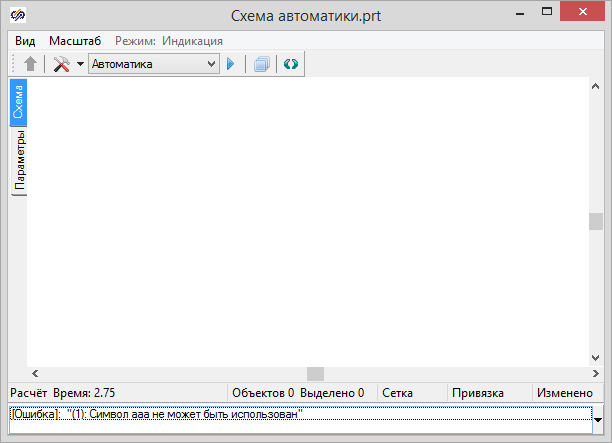 Схема автоматики.prt
Вид Масштаб Режим: Индикация
Автоматика
Схема
Параметры
Расчёт Время: 2.75 Объектов 0 Выделено 0 Сетка Привязка Изменено
[Ошибка]: "(1): Символ ааа не может быть использован"